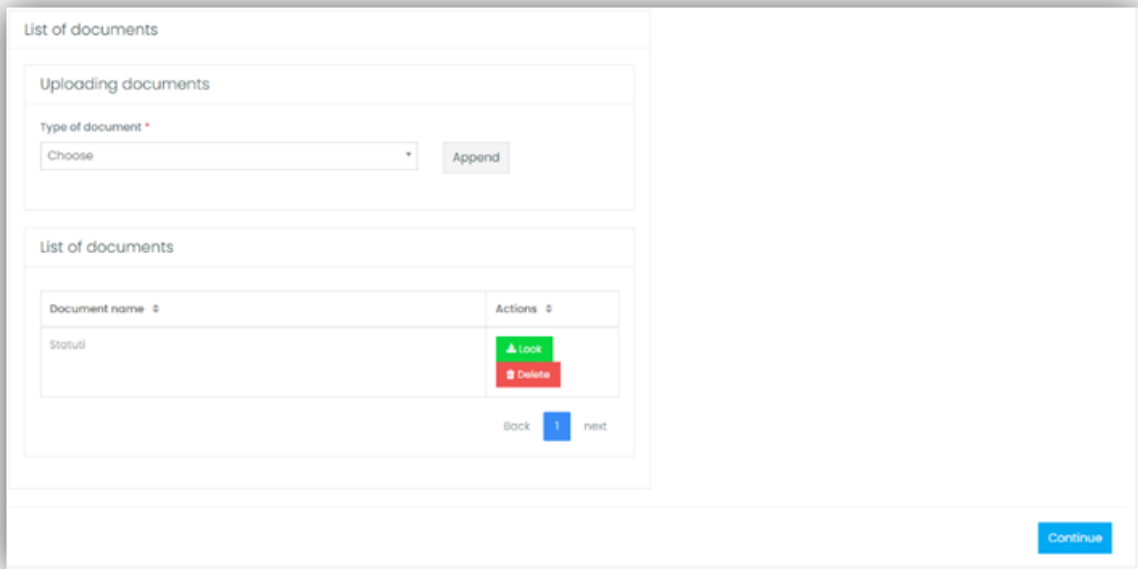 List of documents
Uploading documents
Type of document *
Choose
Append
List of documents
Document name Actions
Statuti
Look
Delete
Back 1 next
Continue